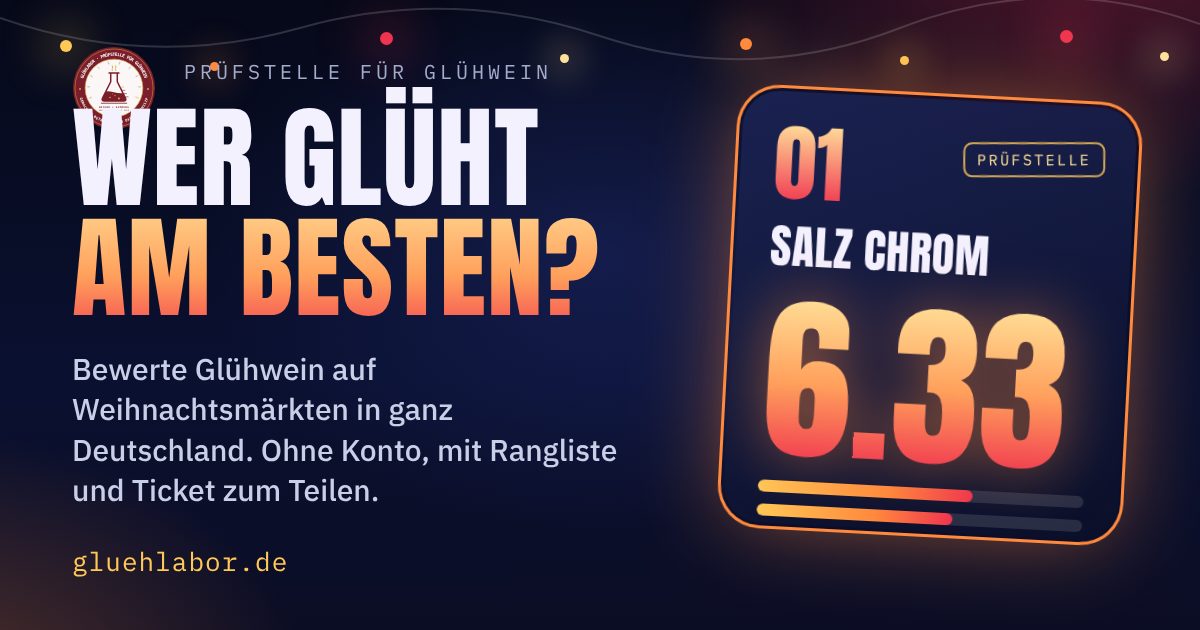 PRÜFSTELLE FÜR GLÜHWEIN
WER GLÜHT
AM BESTEN?
Bewerte Glühwein auf
Weihnachtsmärkten in ganz
Deutschland. Ohne Konto, mit Rangliste
und Ticket zum Teilen.
gluehlabor.de
01
PRÜFSTELLE
SALZ CHROM
6.33